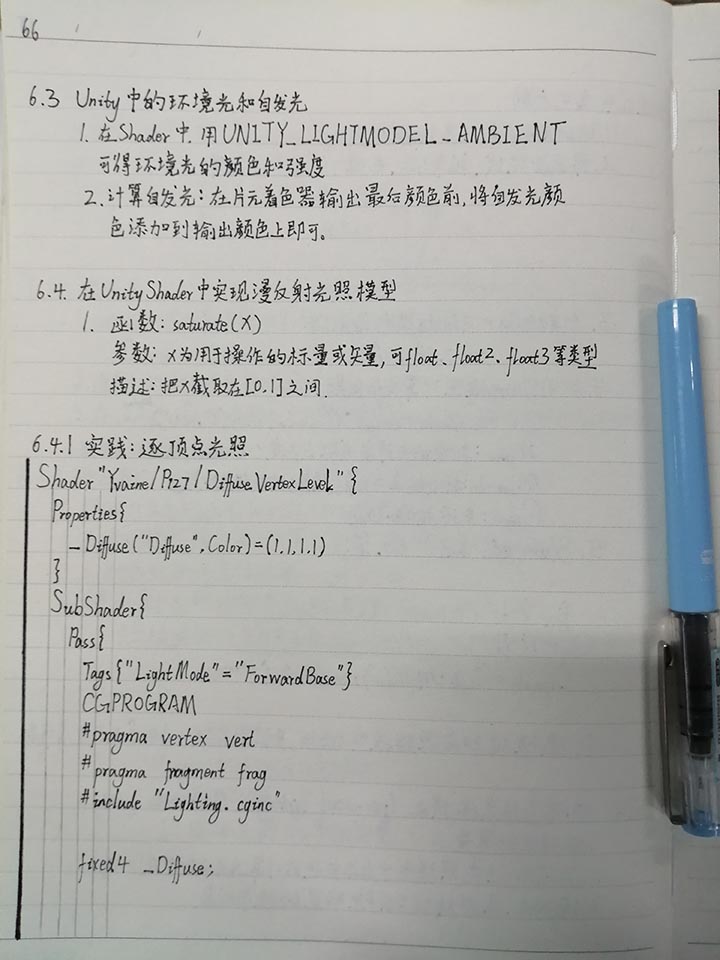 66
6.3 Unity中的环境光和自发光
1. 在Shader中.用UNITY_LIGHTMODEL_AMBIENT
可得环境光的颜色和强度
2. 计算自发光:在片元着色器输出最后颜色前,将自发光颜
色添加到输出颜色上即可。
6.4. 在UnityShader中实现漫反射光照模型
1. 函数: saturate(X)
参数: x为用于操作的标量或矢量,可float、float2、float3等类型
描述:把x截取在[0.1]之间.
6.4.1 实践:逐顶点光照
Shader "Yvaine/P127/Diffuse VertexLevel" {
Properties{
_Diffuse("Diffuse",Color)=(1.1.1.1)
}
SubShader{
Pass{
Tags{"LightMode"="ForwardBase"}
CGPROGRAM
#pragma vertex vert
#pragma fragment frag
#include "Lighting.cginc"
fixed4 _Diffuse;